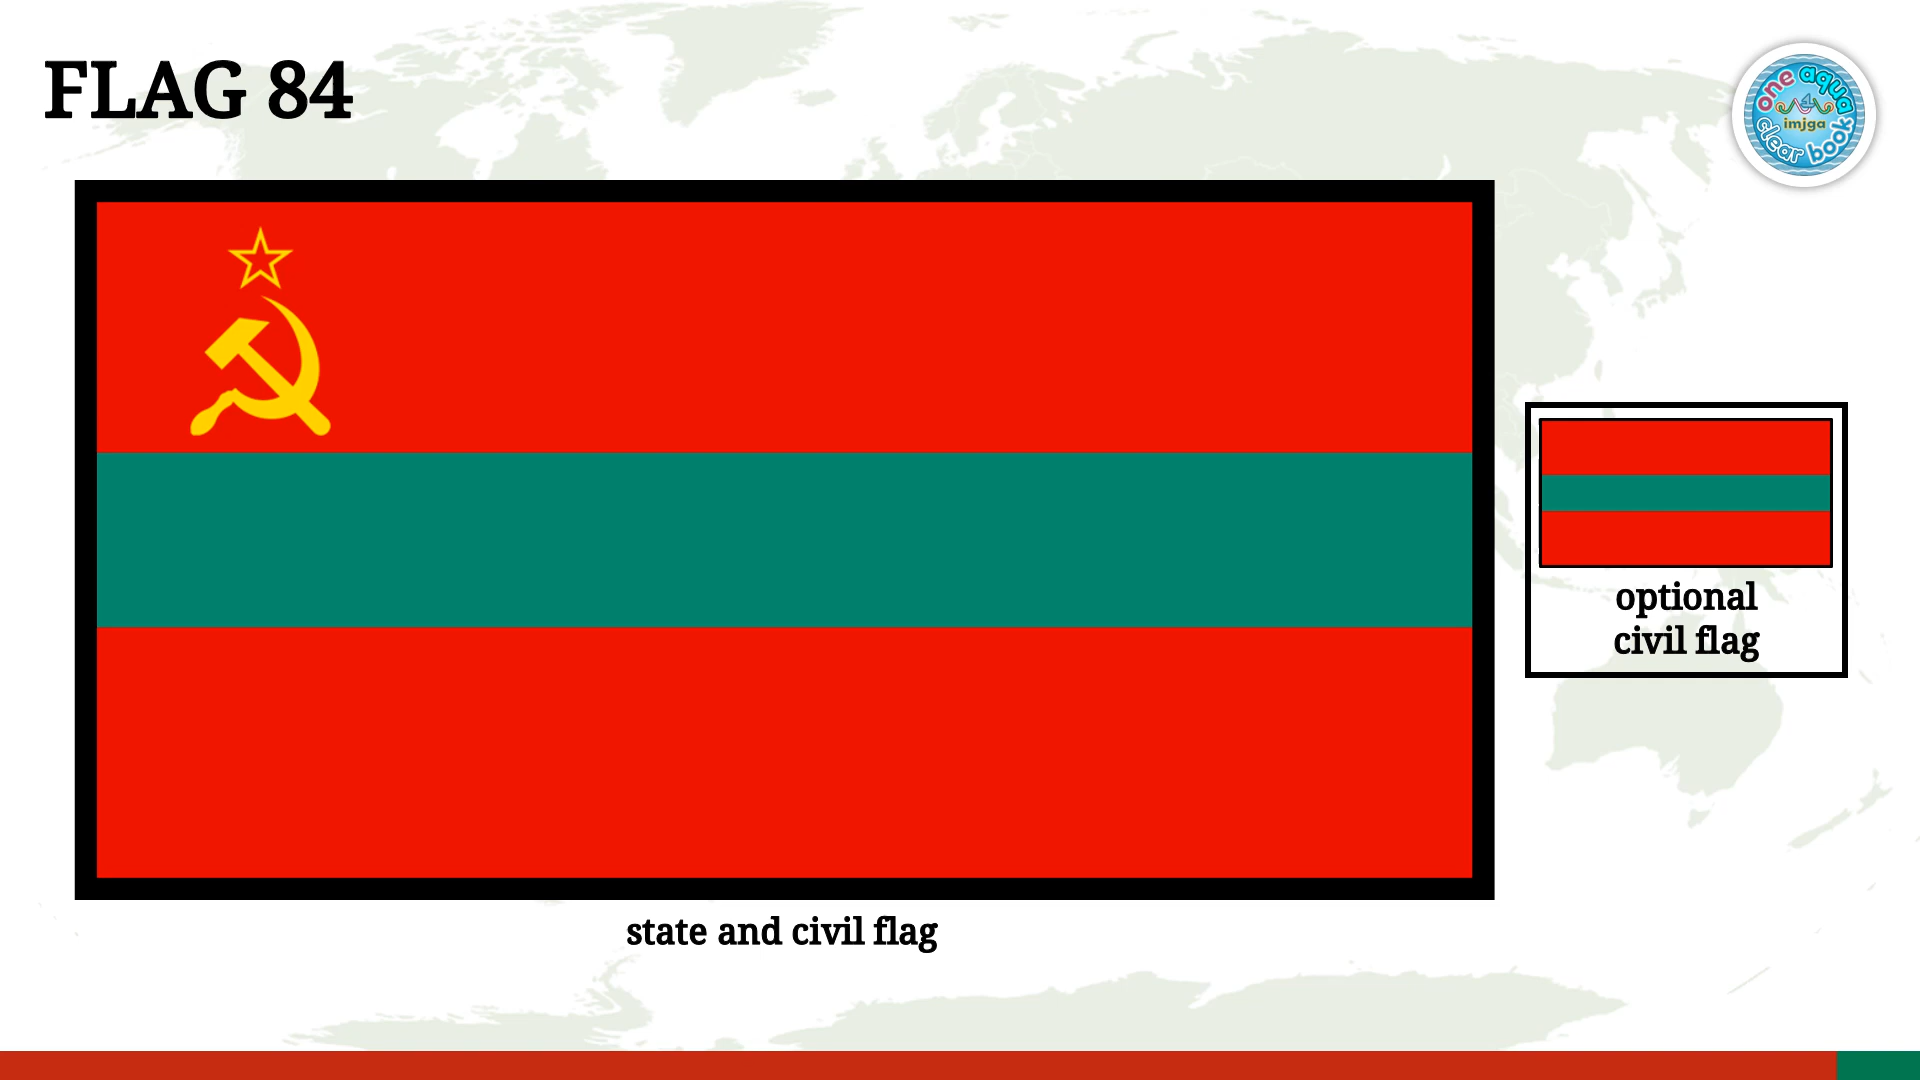 FLAG 84
one aqua
imjga
clear book
optional
civil flag
state and civil flag